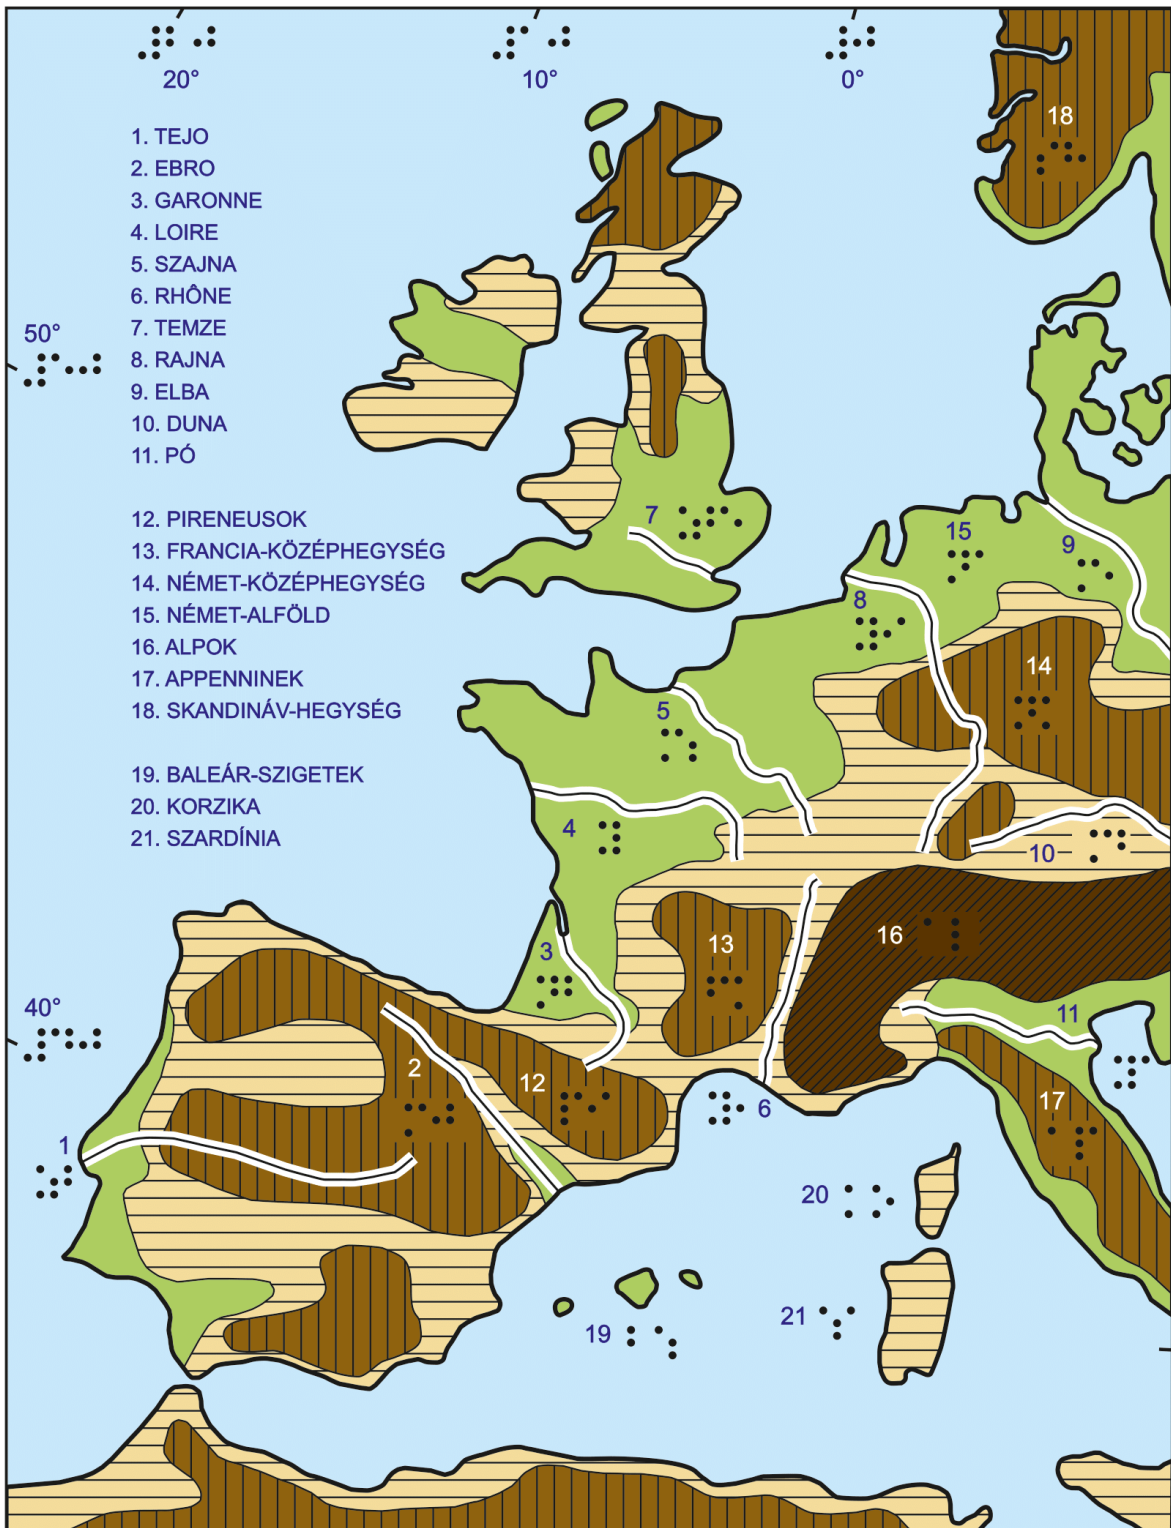 20° 10° 0°
1. TEJO
2. EBRO
3. GARONNE
4. LOIRE
5. SZAJNA
6. RHÔNE
7. TEMZE
8. RAJNA
9. ELBA
10. DUNA
11. PÓ
12. PIRENEUSOK
13. FRANCIA-KÖZÉPHEGYSÉG
14. NÉMET-KÖZÉPHEGYSÉG
15. NÉMET-ALFÖLD
16. ALPOK
17. APPENNINEK
18. SKANDINÁV-HEGYSÉG
19. BALEÁR-SZIGETEK
20. KORZIKA
21. SZARDÍNIA
18
50°
7
15
9
8
14
5
4
10
16
13
3
40°
11
2
12
17
6
1
20
21
19